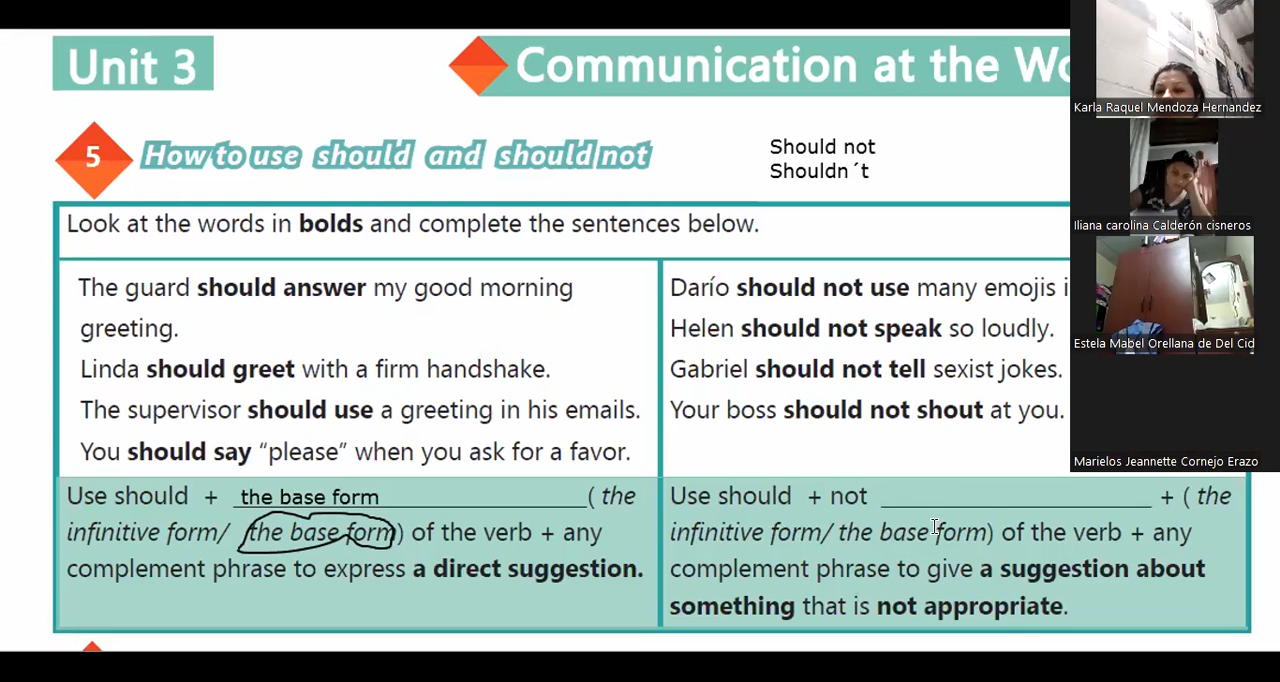 Unit 3
Communication at the Wo
5
How to use should and should not
Should not
Shouldn´t
Look at the words in bolds and complete the sentences below.
The guard should answer my good morning
greeting.
Linda should greet with a firm handshake.
The supervisor should use a greeting in his emails.
You should say “please” when you ask for a favor.
Darío should not use many emojis i
Helen should not speak so loudly.
Gabriel should not tell sexist jokes.
Your boss should not shout at you.
Use should + the base form ( the
infinitive form/ the base form) of the verb + any
complement phrase to express a direct suggestion.
Use should + not ____________ + ( the
infinitive form/ the base form) of the verb + any
complement phrase to give a suggestion about
something that is not appropriate.
Karla Raquel Mendoza Hernandez
Iliana carolina Calderón cisneros
Estela Mabel Orellana de Del Cid
Marielos Jeannette Cornejo Erazo